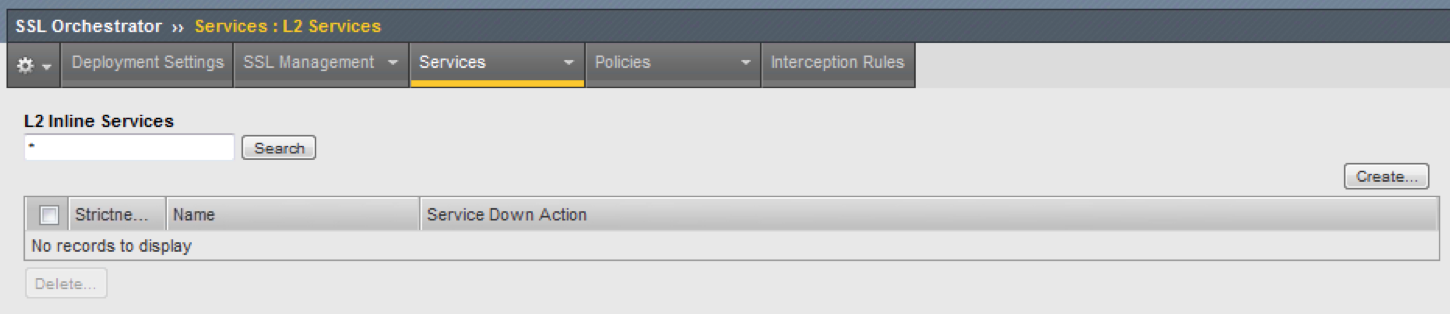 SSL Orchestrator ›› Services : L2 Services
Deployment Settings SSL Management Services Policies Interception Rules
L2 Inline Services
* Search
Create...
Strictne... Name Service Down Action
No records to display
Delete...